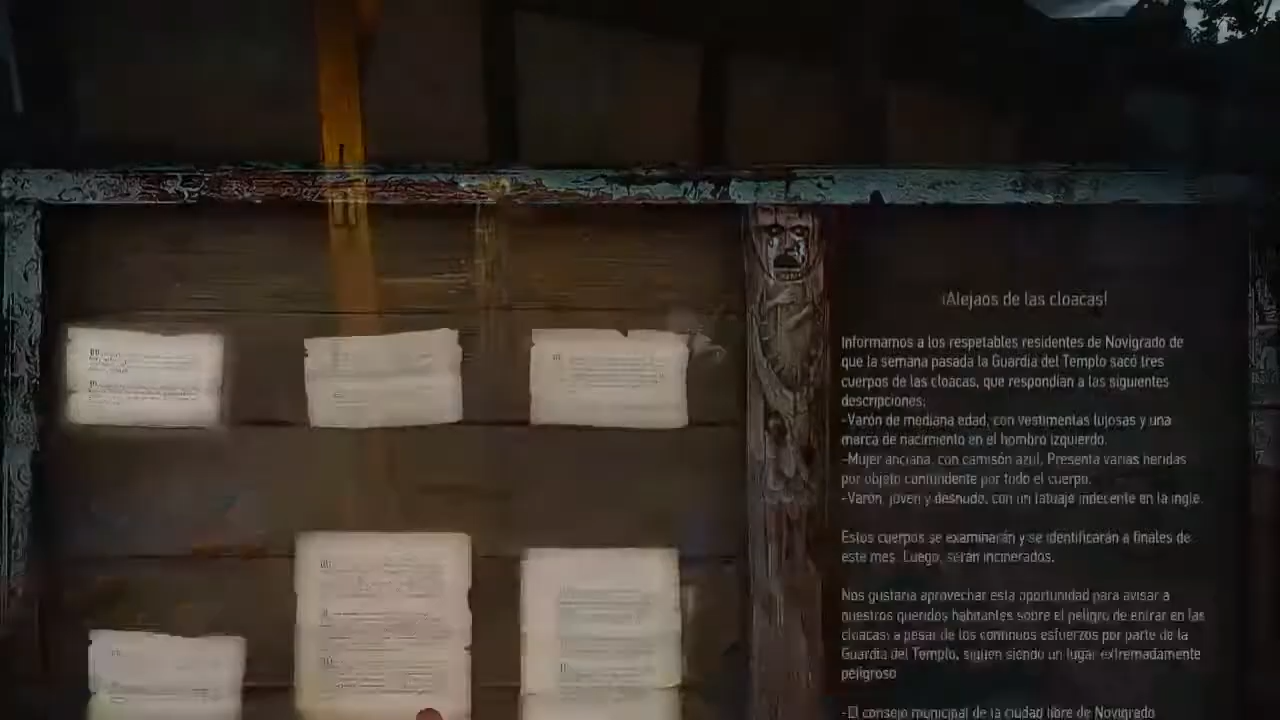 ¡Alejaos de las cloacas!
Informamos a los respetables residentes de Novigrado de
que la semana pasada la Guardia del Templo sacó tres
cuerpos de las cloacas, que respondían a las siguientes
descripciones:
-Varón de mediana edad, con vestimentas lujosas y una
marca de nacimiento en el hombro izquierdo.
-Mujer anciana, con camisón azul. Presenta varias heridas
por objeto contundente por todo el cuerpo.
-Varón, joven y desnudo, con un tatuaje indecente en la ingle.
Estos cuerpos se examinarán y se identificarán a finales de
este mes. Luego, serán incinerados.
Nos gustaría aprovechar esta oportunidad para avisar a
nuestros queridos habitantes sobre el peligro de entrar en las
cloacas: a pesar de los continuos esfuerzos por parte de la
Guardia del Templo, siguen siendo un lugar extremadamente
peligroso
-El consejo municipal de la ciudad libre de Novigrado